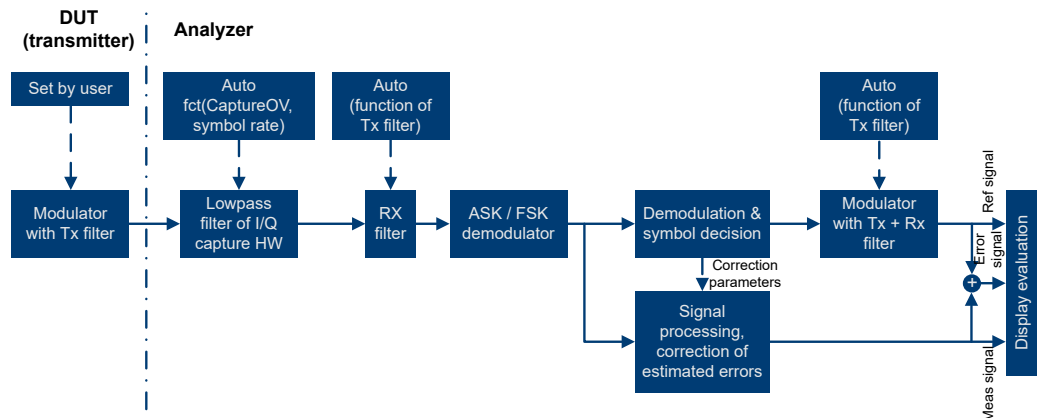 DUT
(transmitter)
Analyzer
Set by user
Auto
fct(CaptureOV,
symbol rate)
Auto
(function of
Tx filter)
Auto
(function of
Tx filter)
Modulator
with Tx filter
Lowpass
filter of I/Q
capture HW
RX
filter
ASK / FSK
demodulator
Demodulation &
symbol decision
Modulator
with Tx + Rx
filter
Ref signal
Error
signal
Correction
parameters
+
Signal
processing,
correction of
estimated errors
Meas signal
Display evaluation